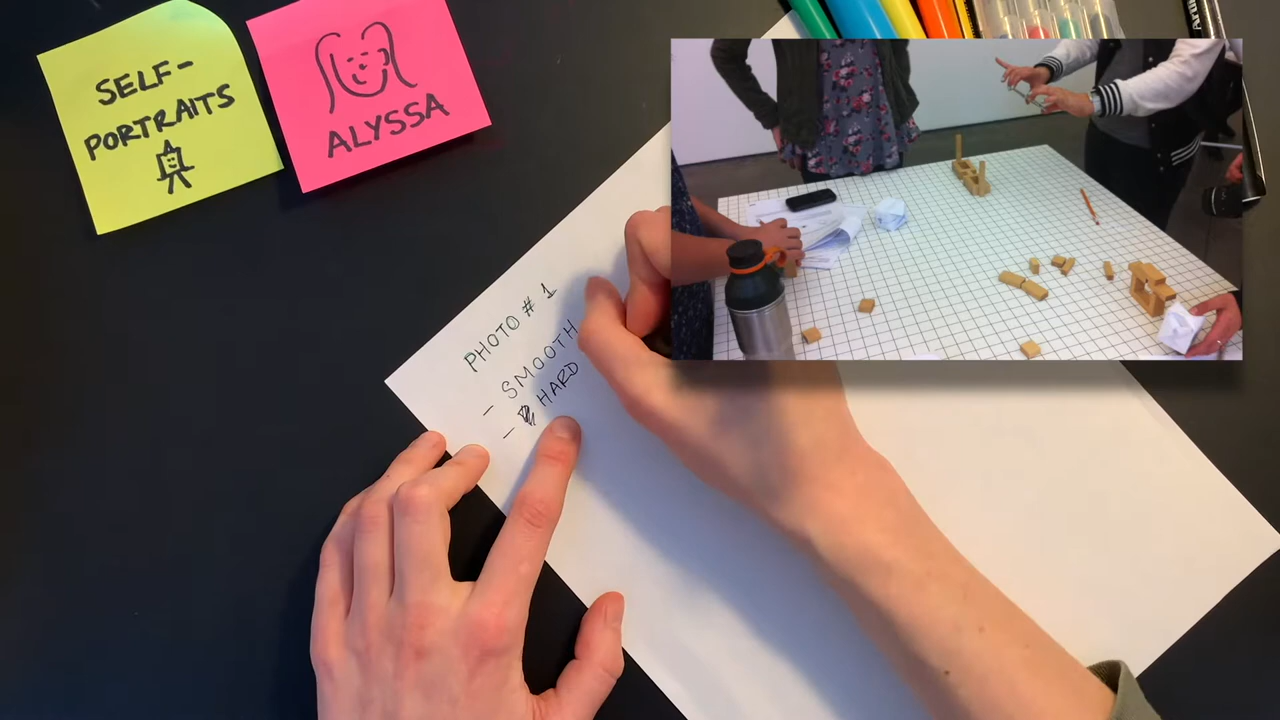 SELF-
PORTRAITS
ALYSSA
PHOTO # 1
- SMOOTH
- HARD